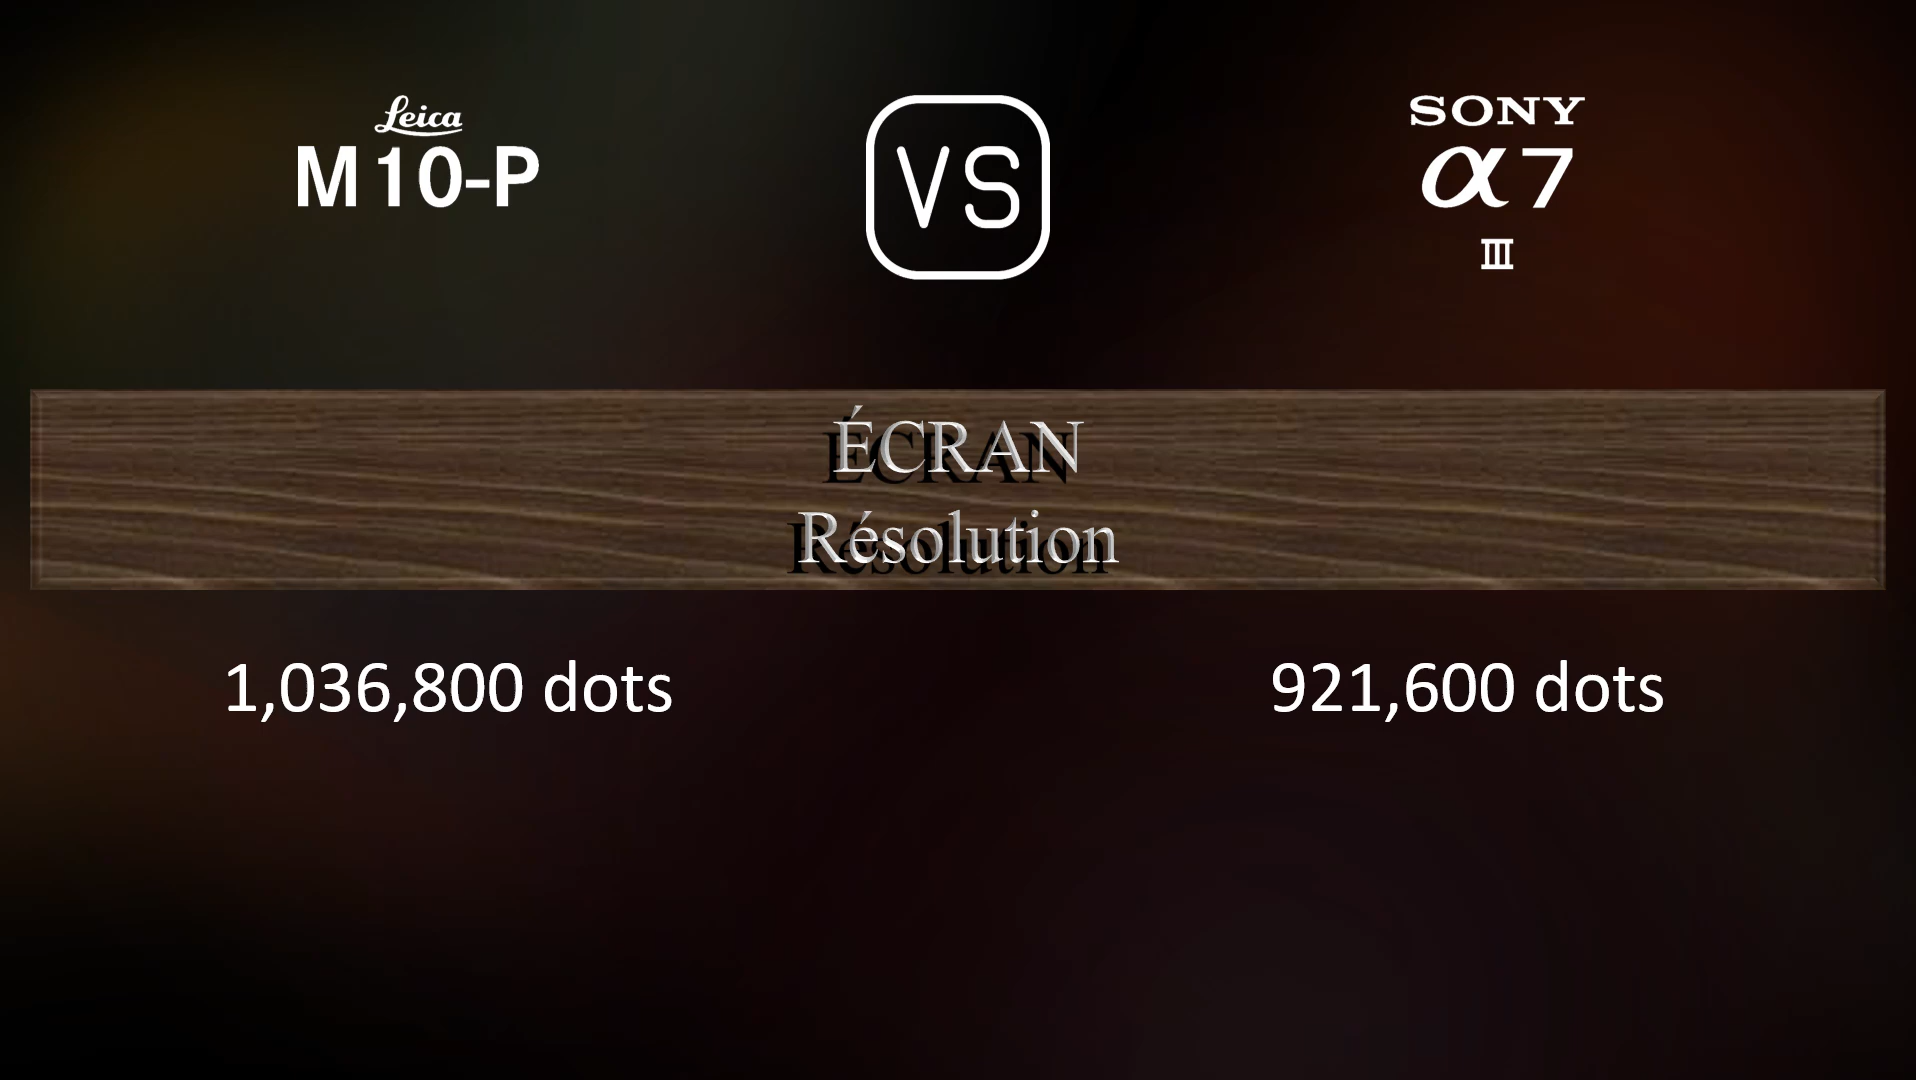 Leica
M10-P
VS
SONY
α7
III
ÉCRAN
Résolution
1,036,800 dots
921,600 dots